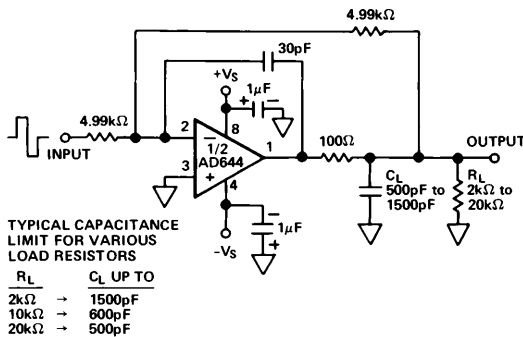 4.99kΩ
30pF
+VS
1μF
+ −
4.99kΩ
INPUT
2
8
−
1/2
AD644
1
3
+
4
100Ω
OUTPUT
CL
500pF to
1500pF
RL
2kΩ to
20kΩ
−
1μF
+
−VS
TYPICAL CAPACITANCE
LIMIT FOR VARIOUS
LOAD RESISTORS
RL CL UP TO
2kΩ → 1500pF
10kΩ → 600pF
20kΩ → 500pF